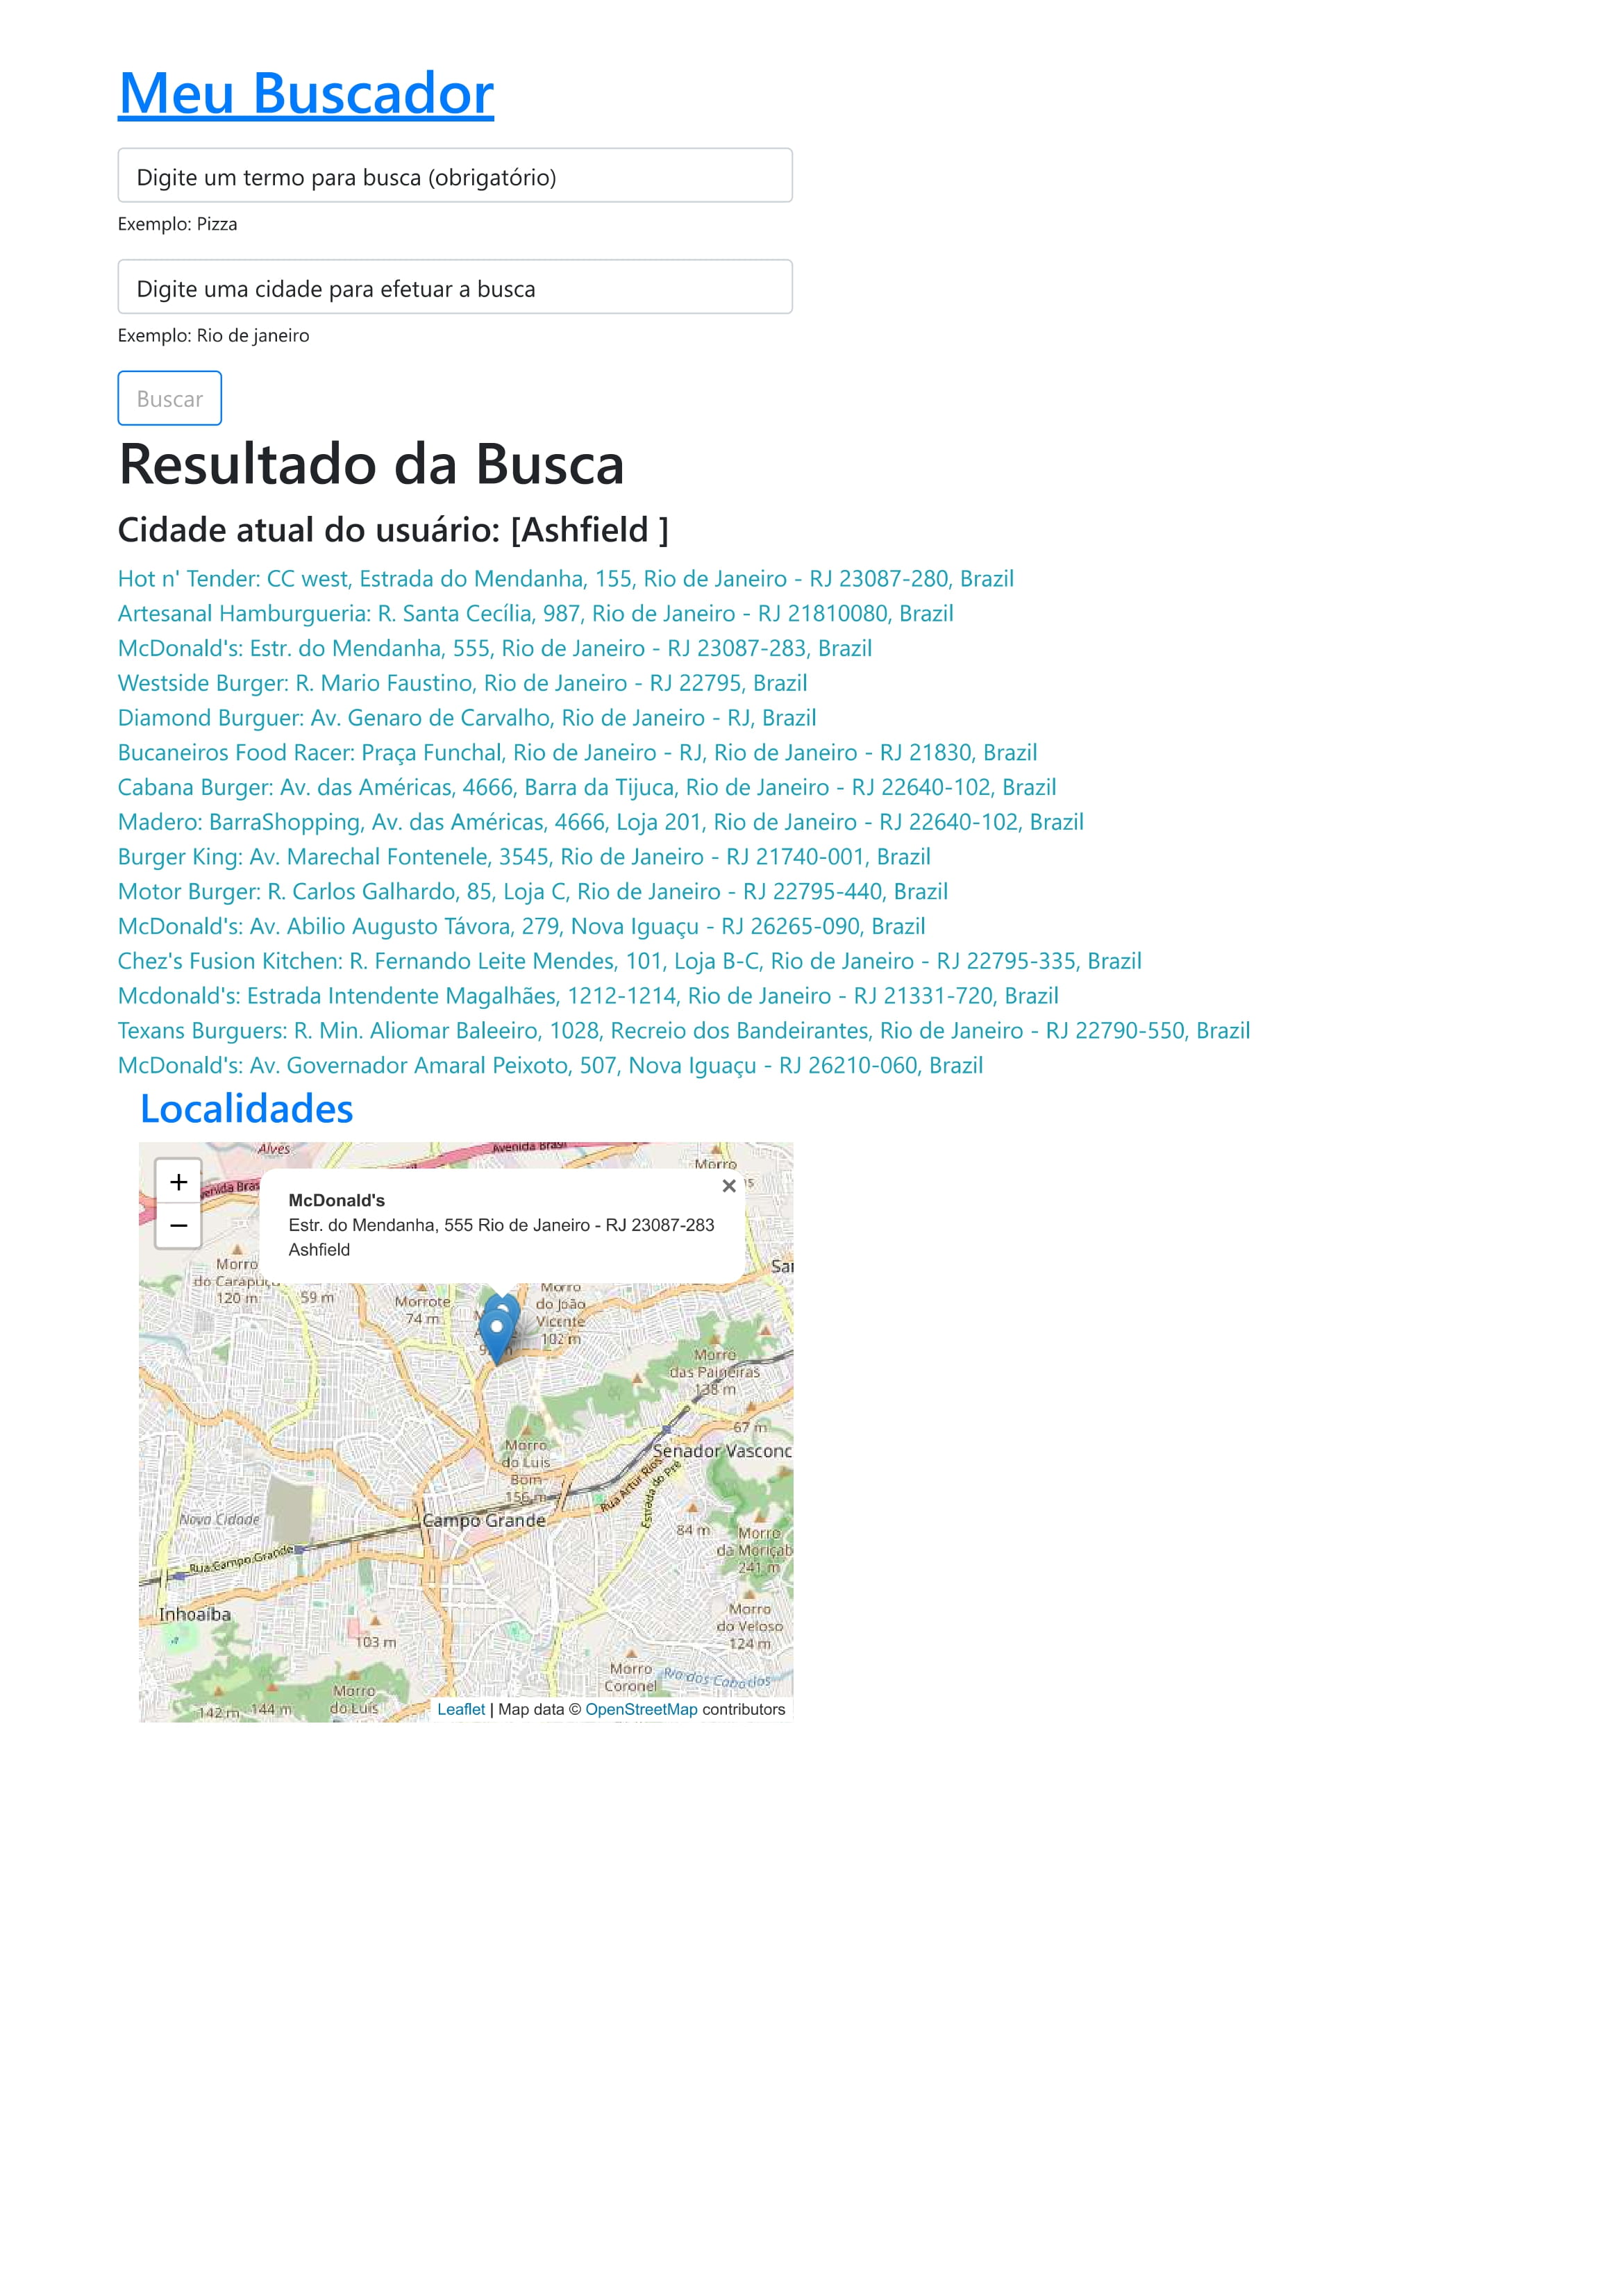 Meu Buscador
Digite um termo para busca (obrigatório)
Exemplo: Pizza
Digite uma cidade para efetuar a busca
Exemplo: Rio de janeiro
Buscar
Resultado da Busca
Cidade atual do usuário: [Ashfield ]
Hot n' Tender: CC west, Estrada do Mendanha, 155, Rio de Janeiro - RJ 23087-280, Brazil
Artesanal Hamburgueria: R. Santa Cecília, 987, Rio de Janeiro - RJ 21810080, Brazil
McDonald's: Estr. do Mendanha, 555, Rio de Janeiro - RJ 23087-283, Brazil
Westside Burger: R. Mario Faustino, Rio de Janeiro - RJ 22795, Brazil
Diamond Burguer: Av. Genaro de Carvalho, Rio de Janeiro - RJ, Brazil
Bucaneiros Food Racer: Praça Funchal, Rio de Janeiro - RJ, Rio de Janeiro - RJ 21830, Brazil
Cabana Burger: Av. das Américas, 4666, Barra da Tijuca, Rio de Janeiro - RJ 22640-102, Brazil
Madero: BarraShopping, Av. das Américas, 4666, Loja 201, Rio de Janeiro - RJ 22640-102, Brazil
Burger King: Av. Marechal Fontenele, 3545, Rio de Janeiro - RJ 21740-001, Brazil
Motor Burger: R. Carlos Galhardo, 85, Loja C, Rio de Janeiro - RJ 22795-440, Brazil
McDonald's: Av. Abilio Augusto Távora, 279, Nova Iguaçu - RJ 26265-090, Brazil
Chez's Fusion Kitchen: R. Fernando Leite Mendes, 101, Loja B-C, Rio de Janeiro - RJ 22795-335, Brazil
Mcdonald's: Estrada Intendente Magalhães, 1212-1214, Rio de Janeiro - RJ 21331-720, Brazil
Texans Burguers: R. Min. Aliomar Baleeiro, 1028, Recreio dos Bandeirantes, Rio de Janeiro - RJ 22790-550, Brazil
McDonald's: Av. Governador Amaral Peixoto, 507, Nova Iguaçu - RJ 26210-060, Brazil
Localidades
Alves
Avenida Brasil
Morro
+
−
×
McDonald's
Estr. do Mendanha, 555 Rio de Janeiro - RJ 23087-283
Ashfield
Morro
do Carapuç
120 m
59 m
Morrote
74 m
Morro
do João
Vicente
102 m
Morro
das Paineiras
138 m
67 m
Senador Vasconc
Morro
do Luis
Bom
156 m
Rua Artur Rios
Estrada do Pré
Nova Cidade
Campo Grande
84 m
Morro
da Moriçab
241 m
Rua Campo Grande
Inhoaíba
Morro
do Veloso
124 m
103 m
Morro
Coronel
Rio dos Cabaclos
142 m
144 m
Morro
do Luis
Leaflet | Map data © OpenStreetMap contributors